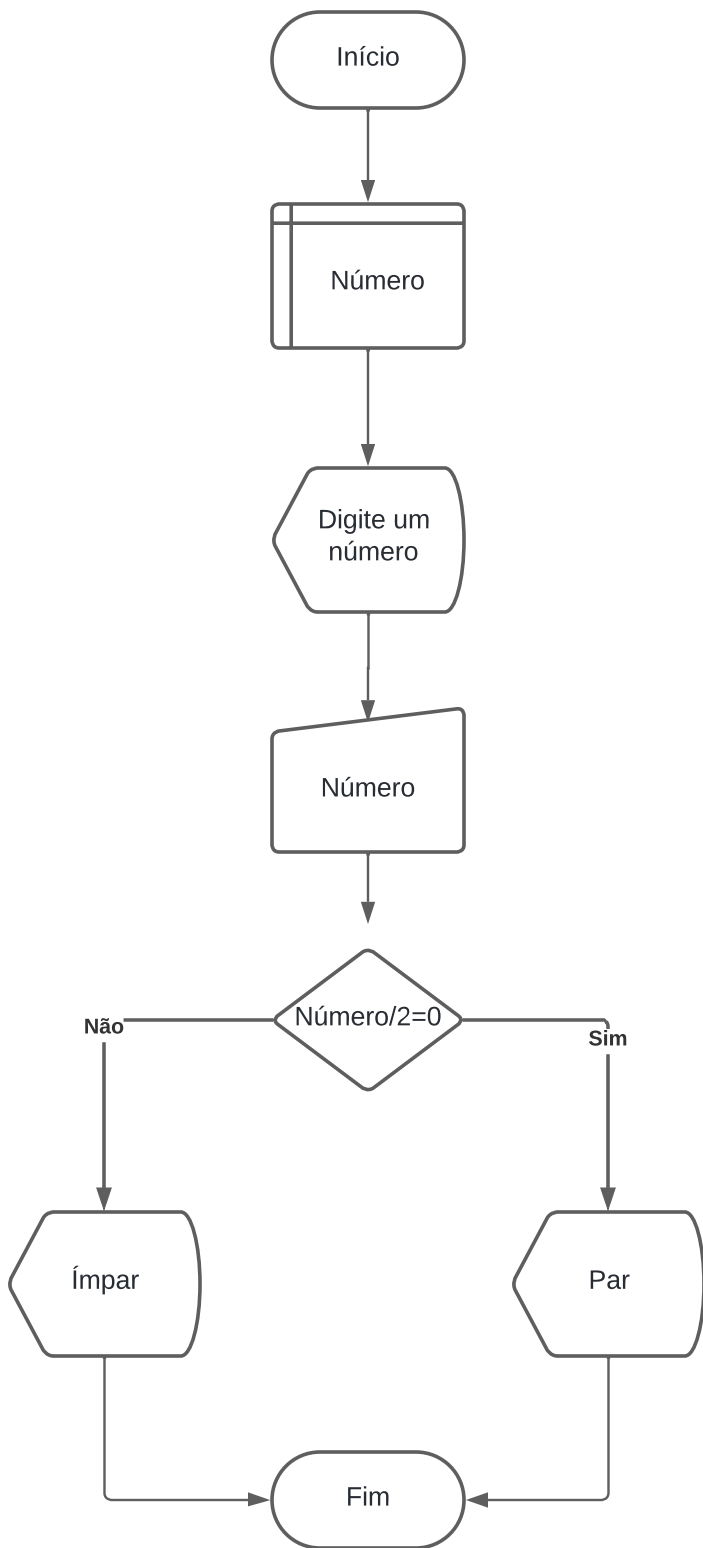 Início
Número
Digite um
número
Número
Número/2=0
Não
Sim
Ímpar
Par
Fim